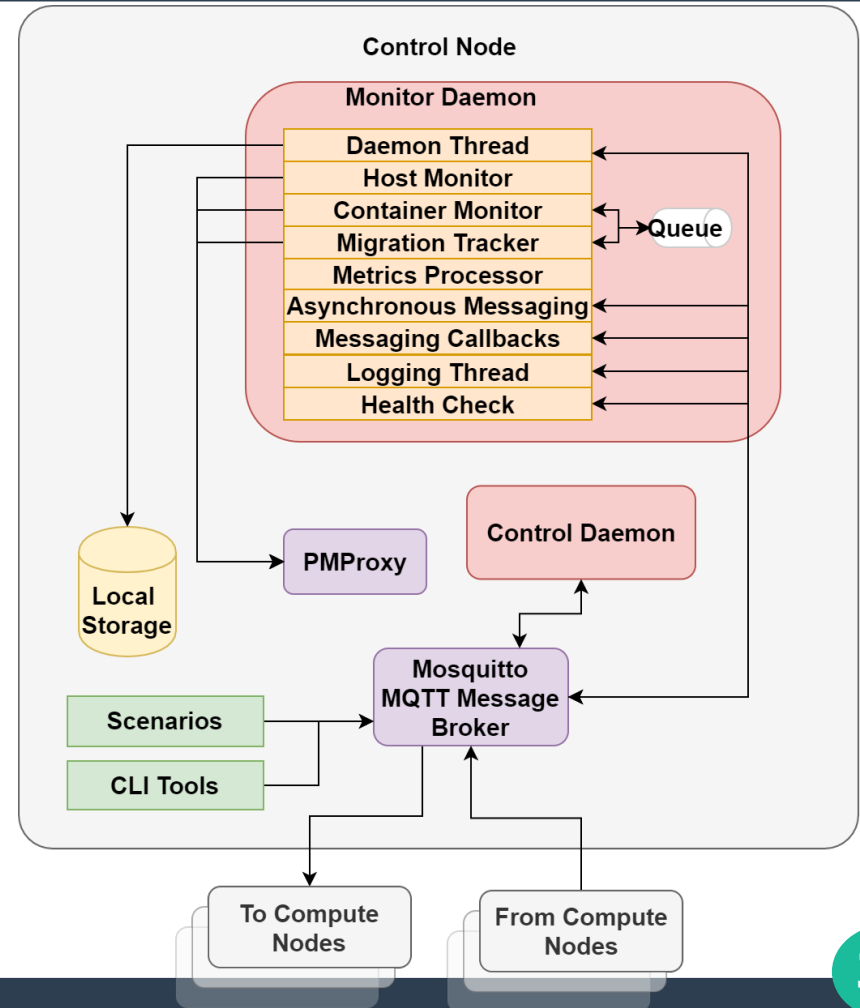 Control Node
Monitor Daemon
Daemon Thread
Host Monitor
Container Monitor
Migration Tracker
Metrics Processor
Asynchronous Messaging
Messaging Callbacks
Logging Thread
Health Check
Queue
Control Daemon
PMProxy
Local
Storage
Mosquitto
MQTT Message
Broker
Scenarios
CLI Tools
To Compute
Nodes
From Compute
Nodes